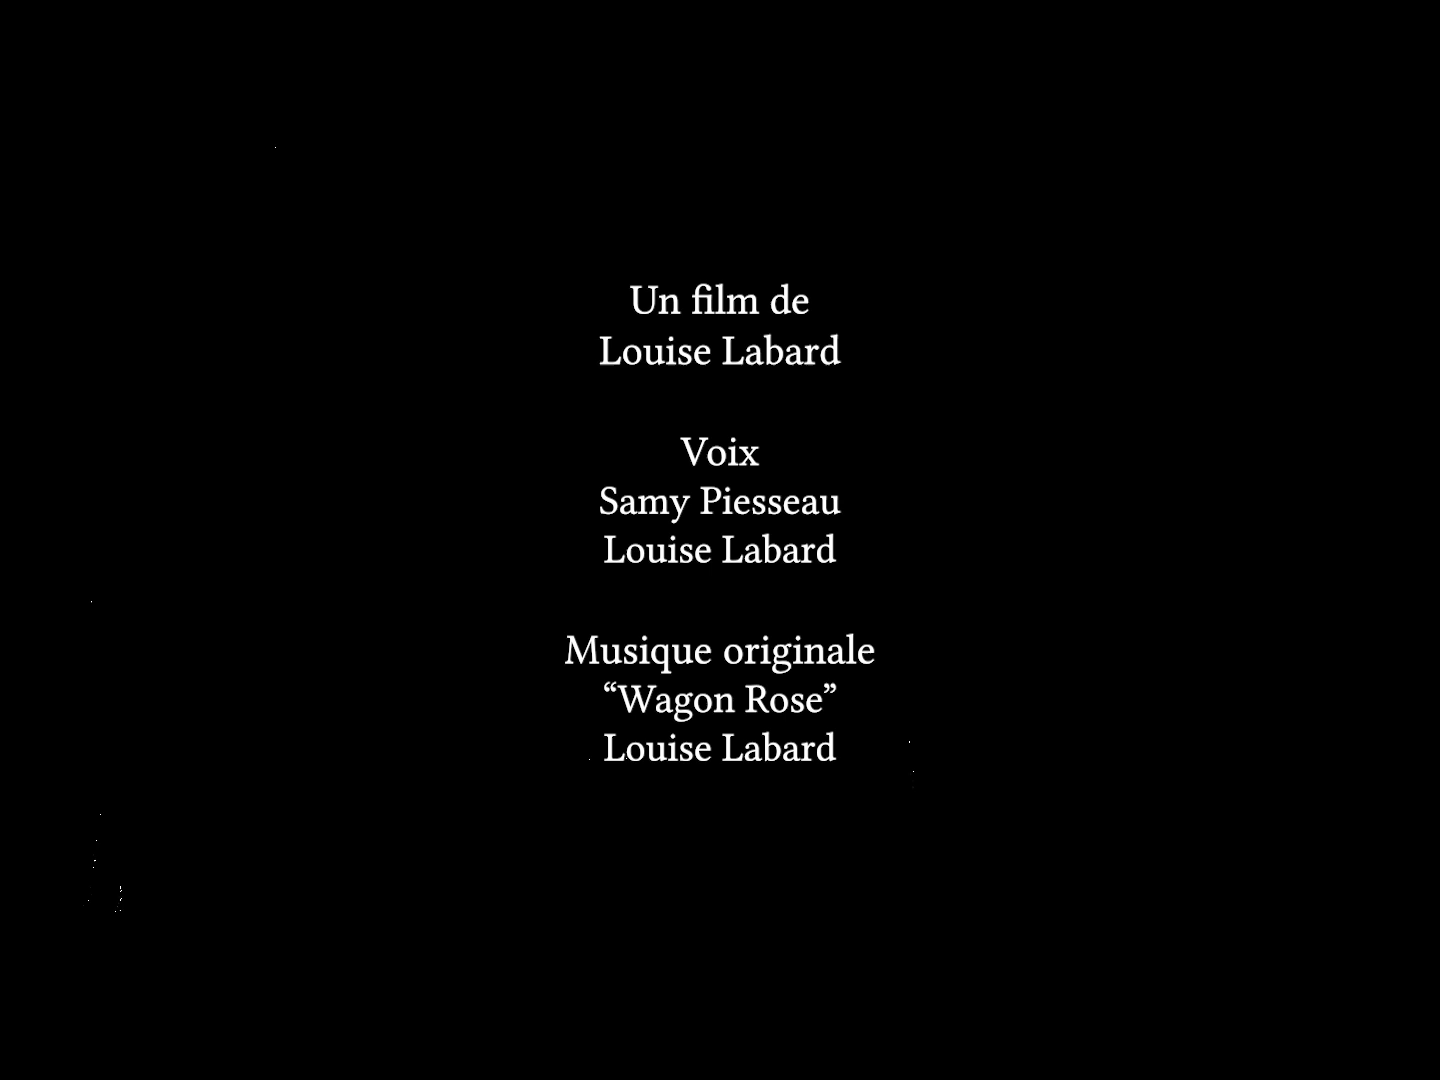 Un film de
Louise Labard
Voix
Samy Piesseau
Louise Labard
Musique originale
“Wagon Rose”
Louise Labard